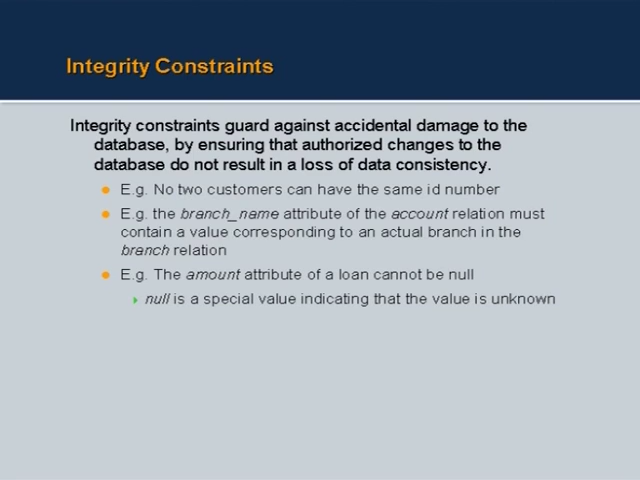 Integrity Constraints
Integrity constraints guard against accidental damage to the
database, by ensuring that authorized changes to the
database do not result in a loss of data consistency.
E.g. No two customers can have the same id number
E.g. the branch_name attribute of the account relation must
contain a value corresponding to an actual branch in the
branch relation
E.g. The amount attribute of a loan cannot be null
null is a special value indicating that the value is unknown